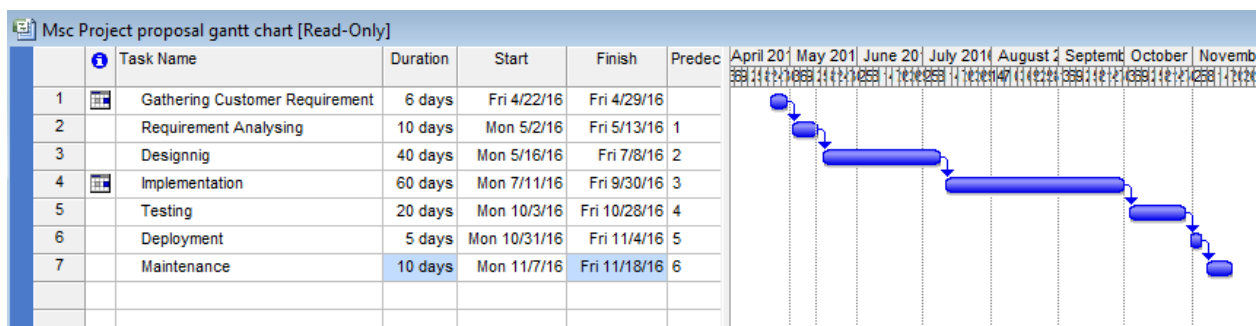 Msc Project proposal gantt chart [Read-Only]
Task Name Duration Start Finish Predec April 201 May 201 June 201 July 2016 August 2 Septemb October Novemb
1 Gathering Customer Requirement 6 days Fri 4/22/16 Fri 4/29/16
2 Requirement Analysing 10 days Mon 5/2/16 Fri 5/13/16 1
3 Designnig 40 days Mon 5/16/16 Fri 7/8/16 2
4 Implementation 60 days Mon 7/11/16 Fri 9/30/16 3
5 Testing 20 days Mon 10/3/16 Fri 10/28/16 4
6 Deployment 5 days Mon 10/31/16 Fri 11/4/16 5
7 Maintenance 10 days Mon 11/7/16 Fri 11/18/16 6